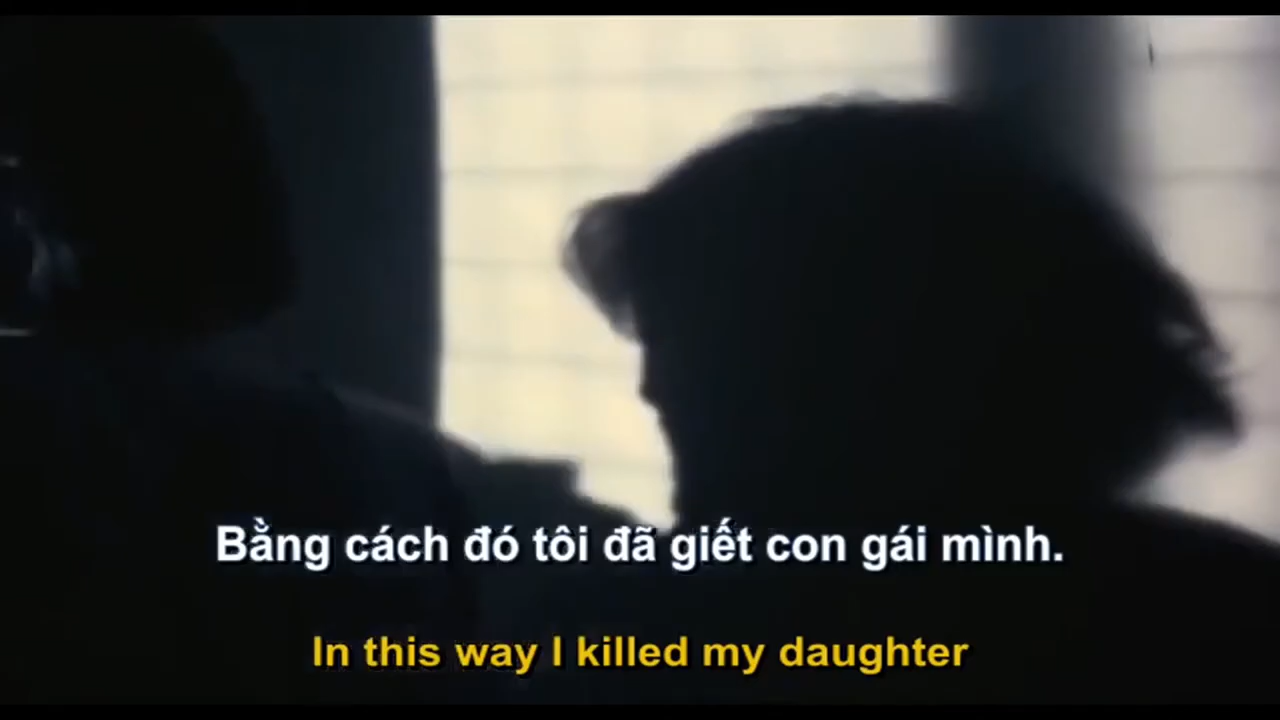 Bằng cách đó tôi đã giết con gái mình.
In this way I killed my daughter